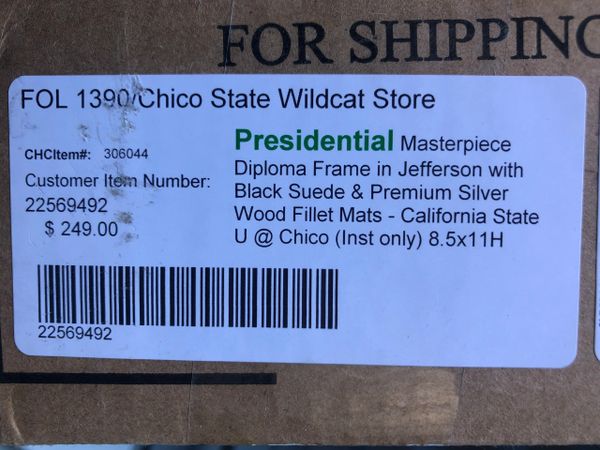 FOR SHIPPING
FOL 1390/Chico State Wildcat Store
CHCItem#: 306044
Customer Item Number:
22569492
$ 249.00
Presidential Masterpiece
Diploma Frame in Jefferson with
Black Suede & Premium Silver
Wood Fillet Mats - California State
U @ Chico (Inst only) 8.5x11H
22569492